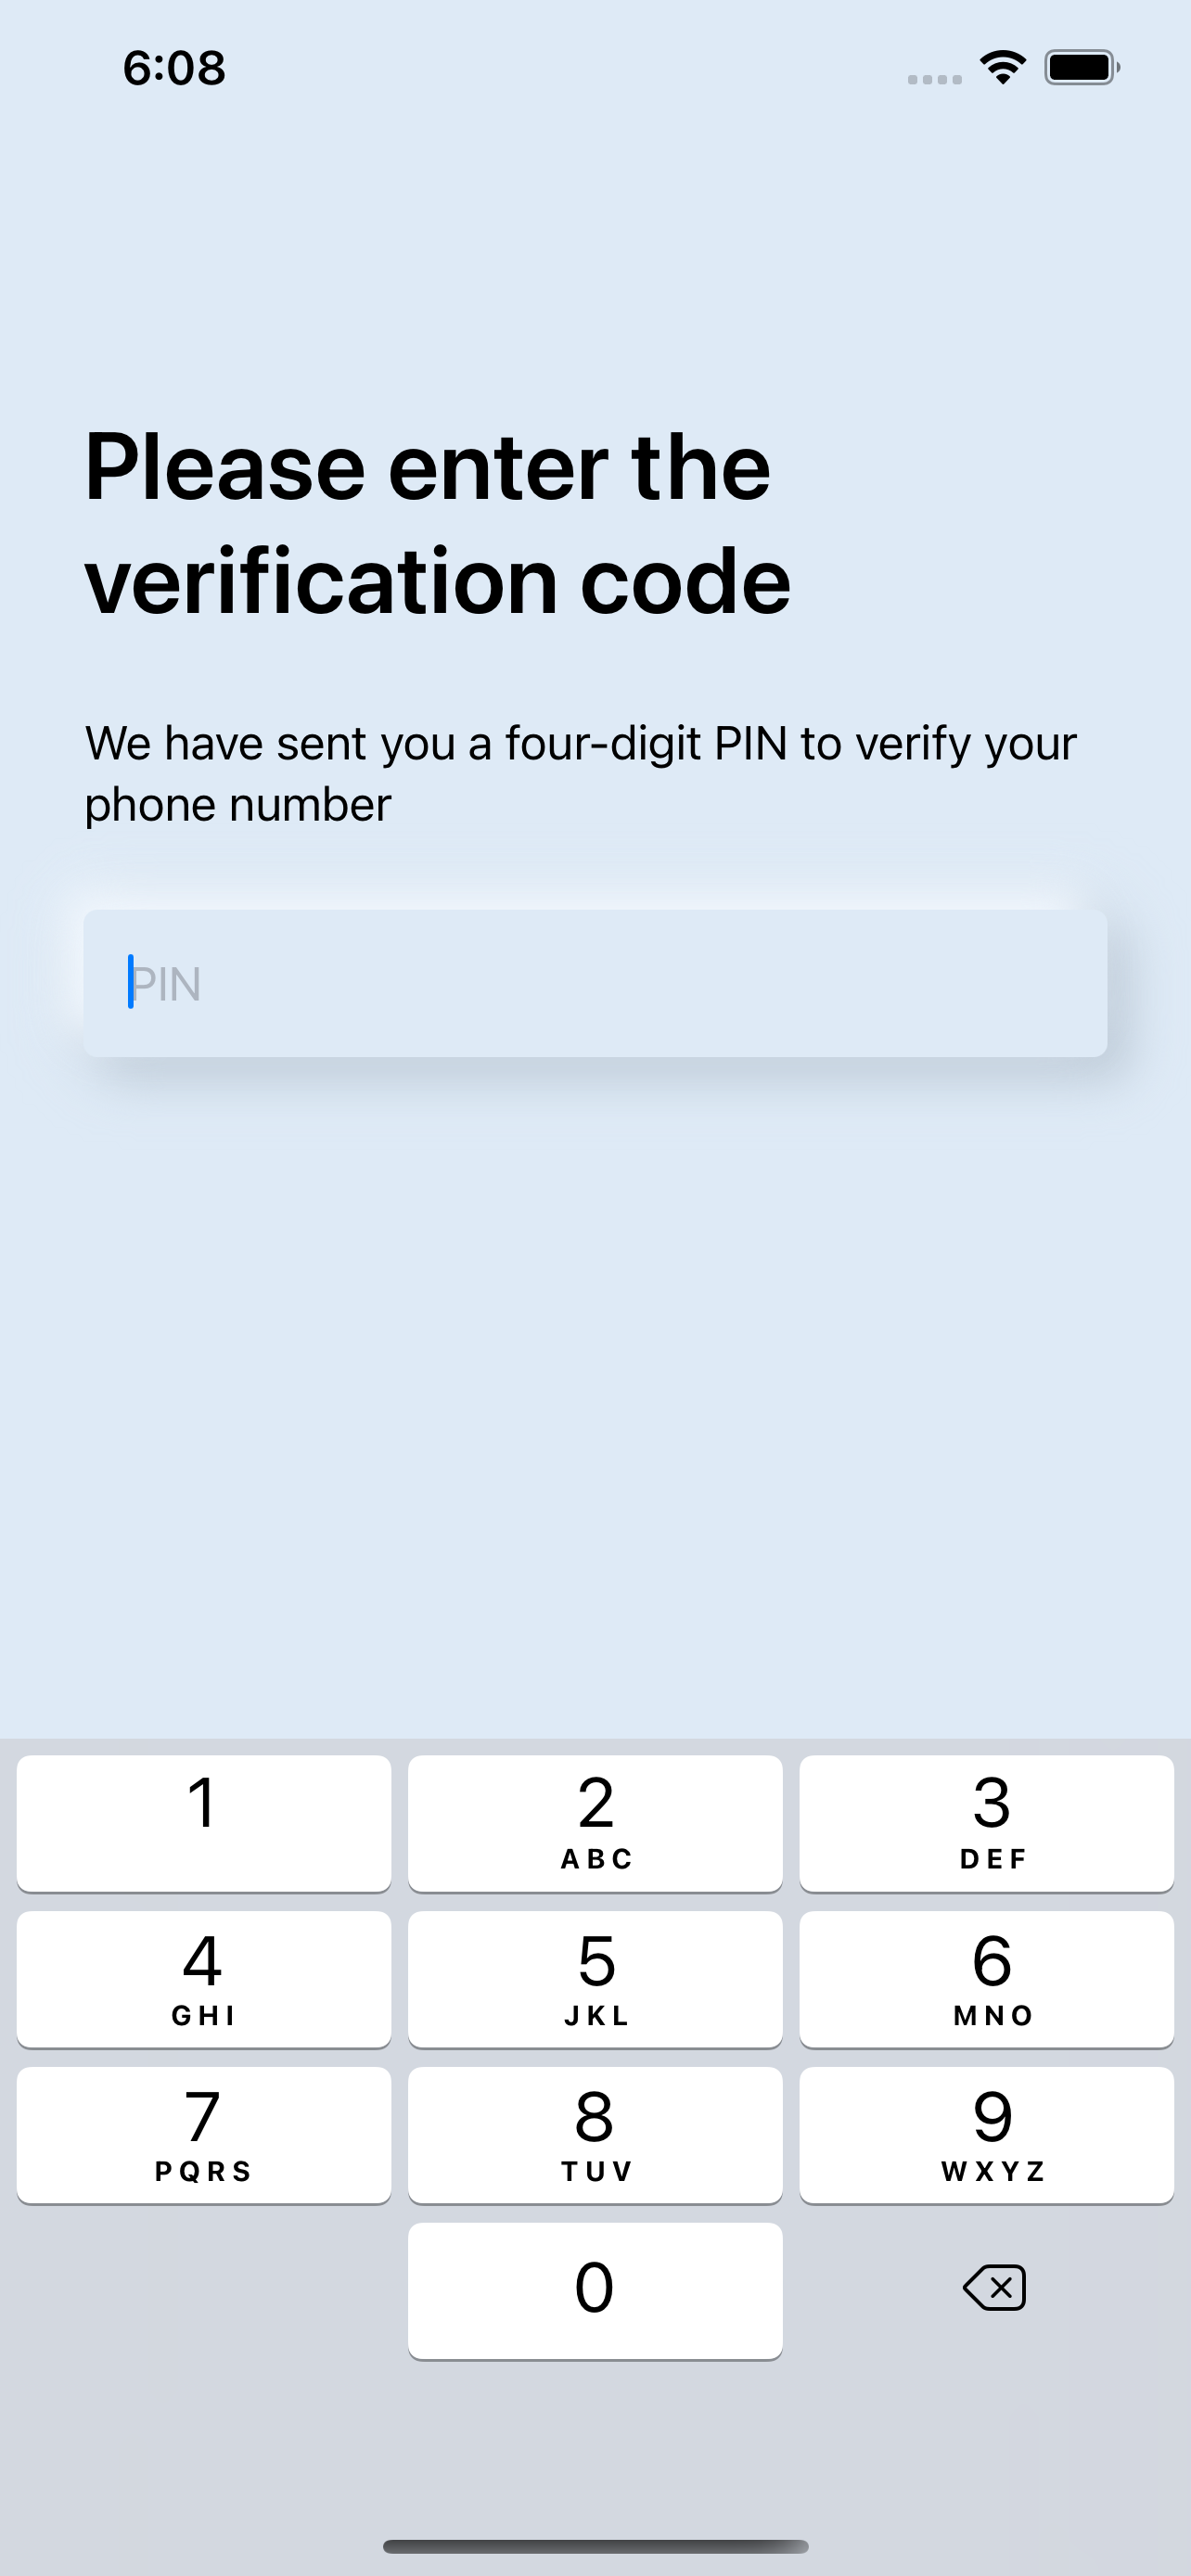 6:08
Please enter the
verification code
We have sent you a four-digit PIN to verify your
phone number
PIN
1
2
ABC
3
DEF
4
GHI
5
JKL
6
MNO
7
PQRS
8
TUV
9
WXYZ
0